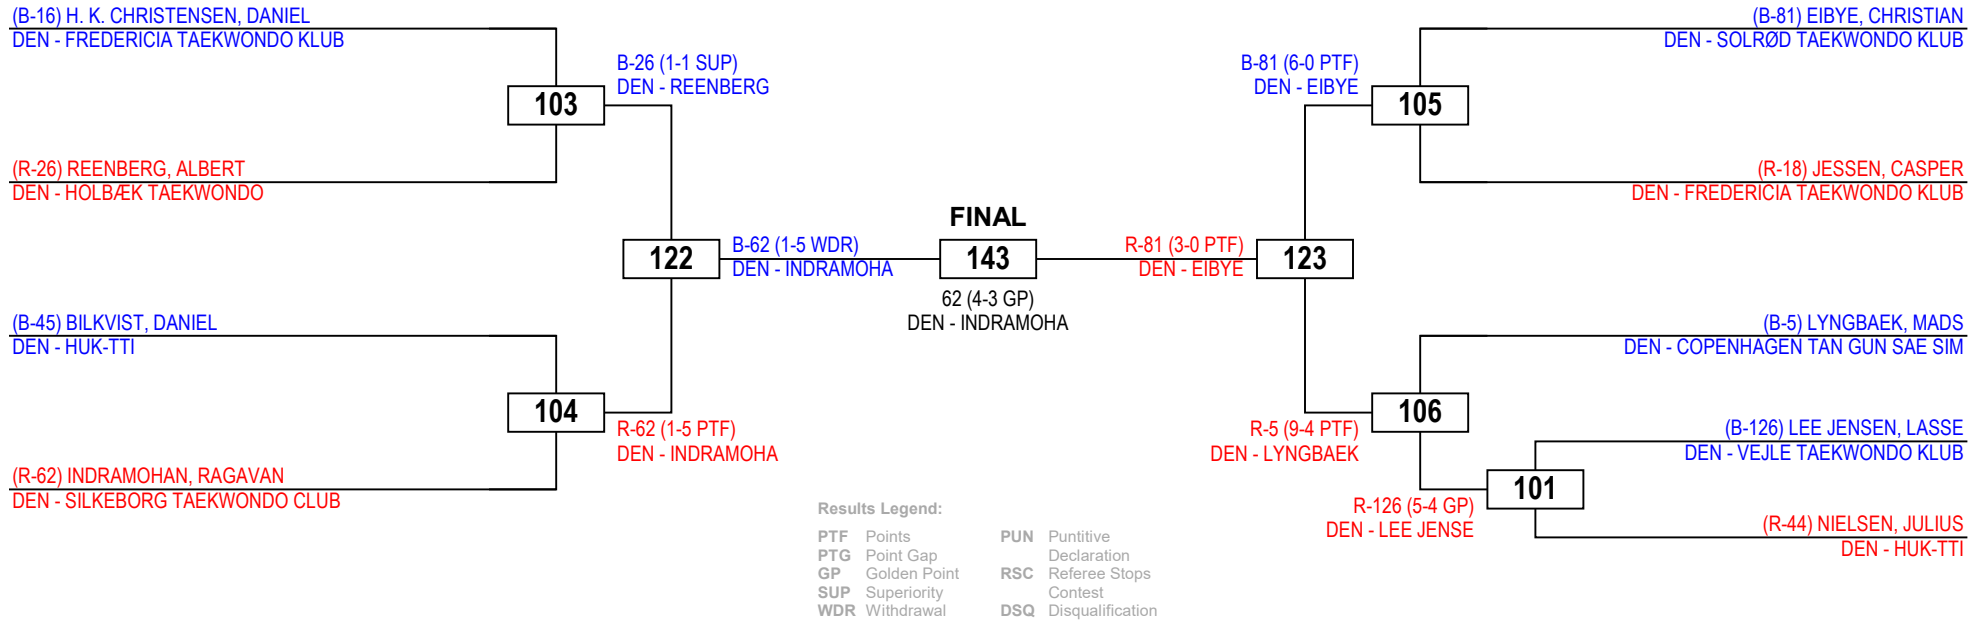 (B-16) H. K. CHRISTENSEN, DANIEL
DEN - FREDERICIA TAEKWONDO KLUB
B-26 (1-1 SUP)
DEN - REENBERG
103
(R-26) REENBERG, ALBERT
DEN - HOLBÆK TAEKWONDO
122
B-62 (1-5 WDR)
DEN - INDRAMOHA
(B-45) BILKVIST, DANIEL
DEN - HUK-TTI
104
R-62 (1-5 PTF)
DEN - INDRAMOHA
(R-62) INDRAMOHAN, RAGAVAN
DEN - SILKEBORG TAEKWONDO CLUB
FINAL
143
62 (4-3 GP)
DEN - INDRAMOHA
(B-81) EIBYE, CHRISTIAN
DEN - SOLRØD TAEKWONDO KLUB
B-81 (6-0 PTF)
DEN - EIBYE
105
(R-18) JESSEN, CASPER
DEN - FREDERICIA TAEKWONDO KLUB
R-81 (3-0 PTF)
DEN - EIBYE
123
(B-5) LYNGBAEK, MADS
DEN - COPENHAGEN TAN GUN SAE SIM
106
R-5 (9-4 PTF)
DEN - LYNGBAEK
(B-126) LEE JENSEN, LASSE
DEN - VEJLE TAEKWONDO KLUB
101
R-126 (5-4 GP)
DEN - LEE JENSE
(R-44) NIELSEN, JULIUS
DEN - HUK-TTI
Results Legend:
PTF Points
PTG Point Gap
GP Golden Point
SUP Superiority
WDR Withdrawal
PUN Puntitive
Declaration
RSC Referee Stops
Contest
DSQ Disqualification